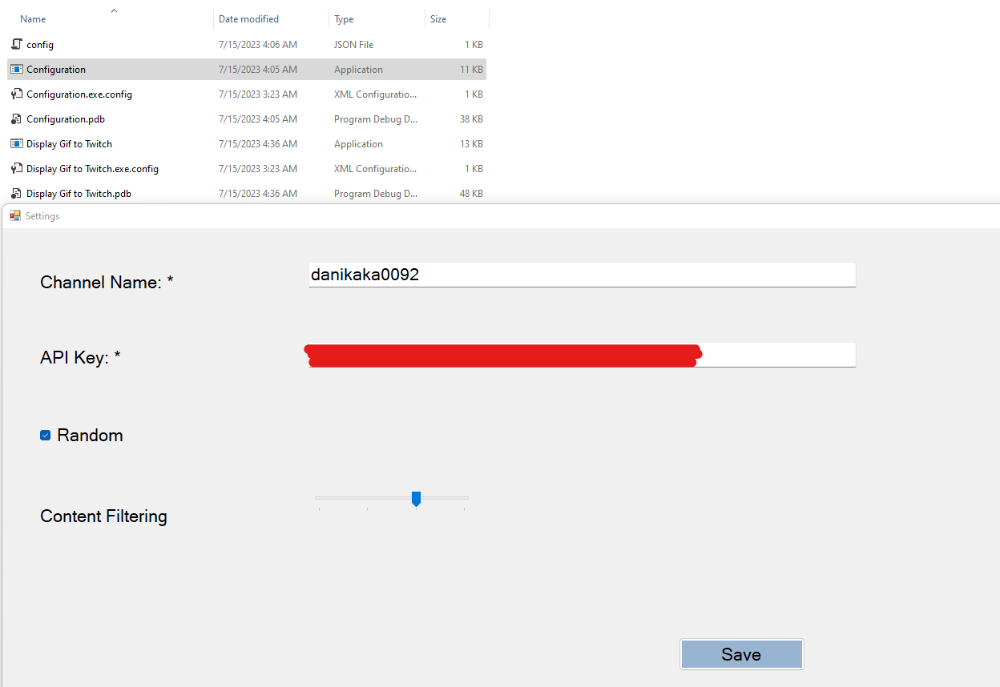 Name Date modified Type Size
config 7/15/2023 4:06 AM JSON File 1 KB
Configuration 7/15/2023 4:05 AM Application 11 KB
Configuration.exe.config 7/15/2023 3:23 AM XML Configuratio... 1 KB
Configuration.pdb 7/15/2023 4:05 AM Program Debug D... 38 KB
Display Gif to Twitch 7/15/2023 4:36 AM Application 13 KB
Display Gif to Twitch.exe.config 7/15/2023 3:23 AM XML Configuratio... 1 KB
Display Gif to Twitch.pdb 7/15/2023 4:36 AM Program Debug D... 48 KB
Settings
Channel Name: * danikaka0092
API Key: *
Random
Content Filtering
Save